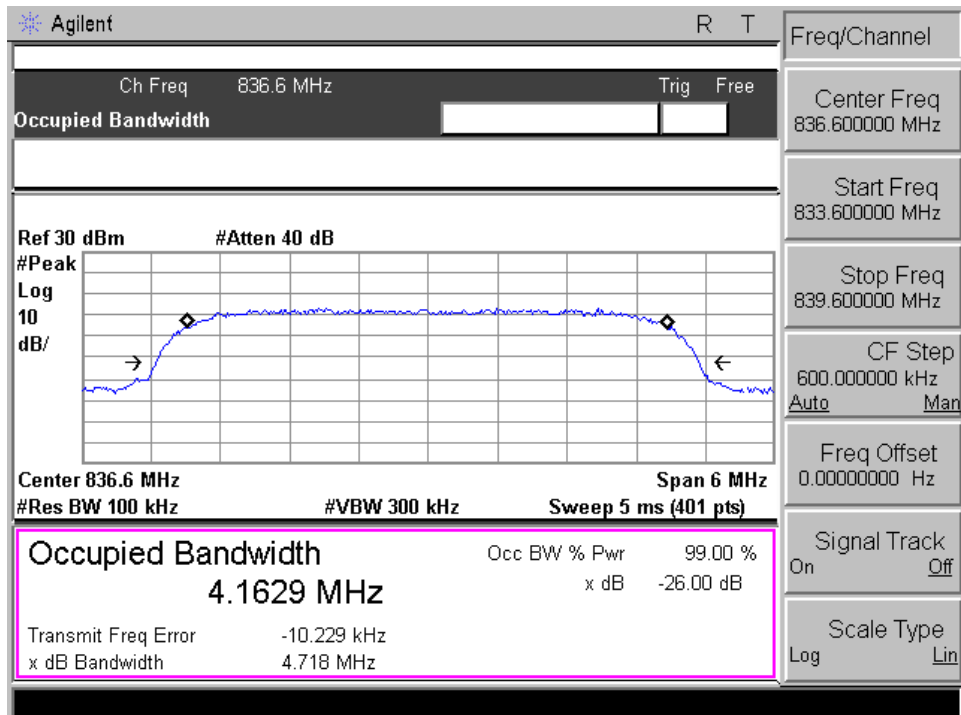 Agilent R T
Freq/Channel
Ch Freq 836.6 MHz Trig Free
Occupied Bandwidth
Center Freq
836.600000 MHz
Start Freq
833.600000 MHz
Ref 30 dBm #Atten 40 dB
#Peak
Log
10
dB/
Stop Freq
839.600000 MHz
CF Step
600.000000 kHz
Auto Man
Freq Offset
0.00000000 Hz
Center 836.6 MHz Span 6 MHz
#Res BW 100 kHz #VBW 300 kHz Sweep 5 ms (401 pts)
Occupied Bandwidth Occ BW % Pwr 99.00 %
4.1629 MHz x dB -26.00 dB
Transmit Freq Error -10.229 kHz
x dB Bandwidth 4.718 MHz
Signal Track
On Off
Scale Type
Log Lin